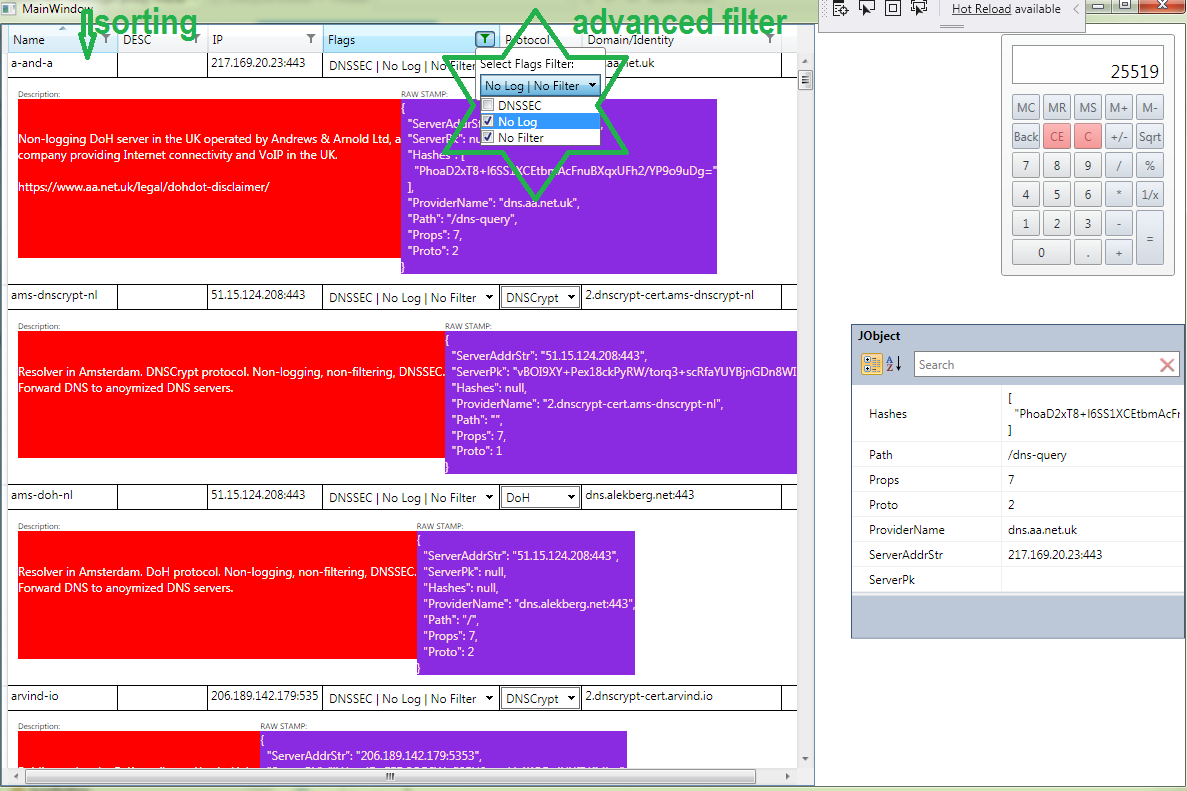 MainWindow
sorting
advanced filter
Hot Reload available
Name
DESC
IP
Flags
Protocol
Domain/Identity
a-and-a
217.169.20.23:443
DNSSEC | No Log | No Filter
Select Flags Filter:
No Log | No Filter
DNSSEC
No Log
No Filter
Description:
Non-logging DoH server in the UK operated by Andrews & Arnold Ltd, a
company providing Internet connectivity and VoIP in the UK.
https://www.aa.net.uk/legal/dohdot-disclaimer/
RAW STAMP:
{
"ServerAddrSt
"ServerPk": nu
"Hashes": [
],
"ProviderName": "dns.aa.net.uk",
"Path": "/dns-query",
"Props": 7,
"Proto": 2
}
ams-dnscrypt-nl
51.15.124.208:443
DNSSEC | No Log | No Filter
DNSCrypt
2.dnscrypt-cert.ams-dnscrypt-nl
Description:
Resolver in Amsterdam. DNSCrypt protocol. Non-logging, non-filtering, DNSSEC.
Forward DNS to anoymized DNS servers.
RAW STAMP:
{
"ServerAddrStr": "51.15.124.208:443",
"ServerPk": "vBOI9XY+Pex18ckPyRW/torq3+scRfaYUYBjnGDn8WI
"Hashes": null,
"ProviderName": "2.dnscrypt-cert.ams-dnscrypt-nl",
"Path": "",
"Props": 7,
"Proto": 1
}
ams-doh-nl
51.15.124.208:443
DNSSEC | No Log | No Filter
DoH
dns.alekberg.net:443
Description:
Resolver in Amsterdam. DoH protocol. Non-logging, non-filtering, DNSSEC.
Forward DNS to anoymized DNS servers.
RAW STAMP:
{
"ServerAddrStr": "51.15.124.208:443",
"ServerPk": null,
"Hashes": null,
"ProviderName": "dns.alekberg.net:443",
"Path": "/",
"Props": 7,
"Proto": 2
}
arvind-io
206.189.142.179:535
DNSSEC | No Log | No Filter
DNSCrypt
2.dnscrypt-cert.arvind.io
Description:
RAW STAMP:
{
"ServerAddrStr": "206.189.142.179:5353",
25519
MC MR MS M+ M-
Back CE C +/- Sqrt
7 8 9 / %
4 5 6 * 1/x
1 2 3 - =
0 . +
JObject
Search
Hashes
[
"PhoaD2xT8+I6SS1XCEtbmAcFr
]
Path /dns-query
Props 7
Proto 2
ProviderName dns.aa.net.uk
ServerAddrStr 217.169.20.23:443
ServerPk